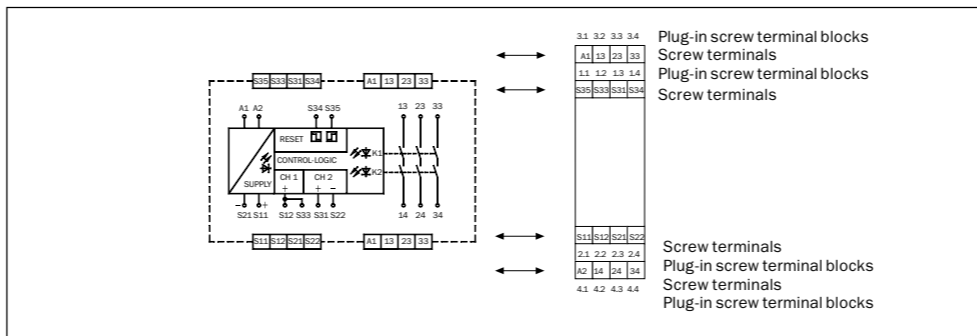 3.1 3.2 3.3 3.4 Plug-in screw terminal blocks
A1 13 23 33 Screw terminals
1.1 1.2 1.3 1.4 Plug-in screw terminal blocks
S35 S33 S31 S34 Screw terminals
S35 S33 S31 S34 A1 13 23 33
A1 A2 S34 S35 13 23 33
RESET
K1
CONTROL-LOGIC
K2
SUPPLY CH 1 CH 2
+ + −
− S21 S11 + S12 S33 S31 S22 14 24 34
S11 S12 S21 S22 A1 13 23 33
S11 S12 S21 S22 Screw terminals
2.1 2.2 2.3 2.4 Plug-in screw terminal blocks
A2 14 24 34 Screw terminals
4.1 4.2 4.3 4.4 Plug-in screw terminal blocks